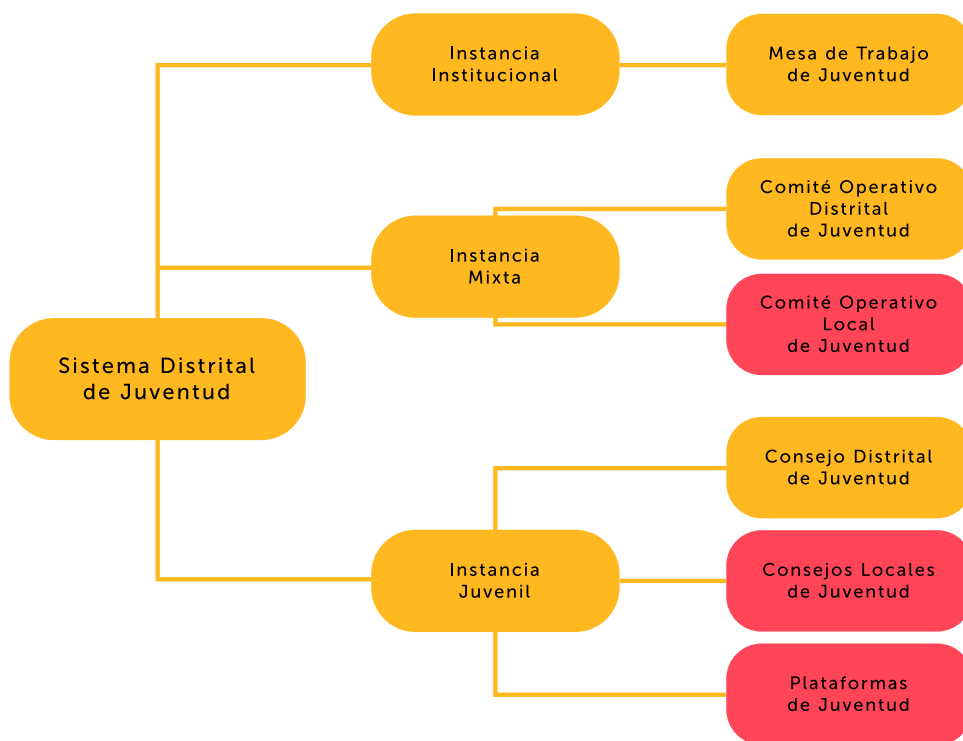 Instancia
Institucional
Mesa de Trabajo
de Juventud
Comité Operativo
Distrital
de Juventud
Instancia
Mixta
Comité Operativo
Local
de Juventud
Sistema Distrital
de Juventud
Consejo Distrital
de Juventud
Instancia
Juvenil
Consejos Locales
de Juventud
Plataformas
de Juventud